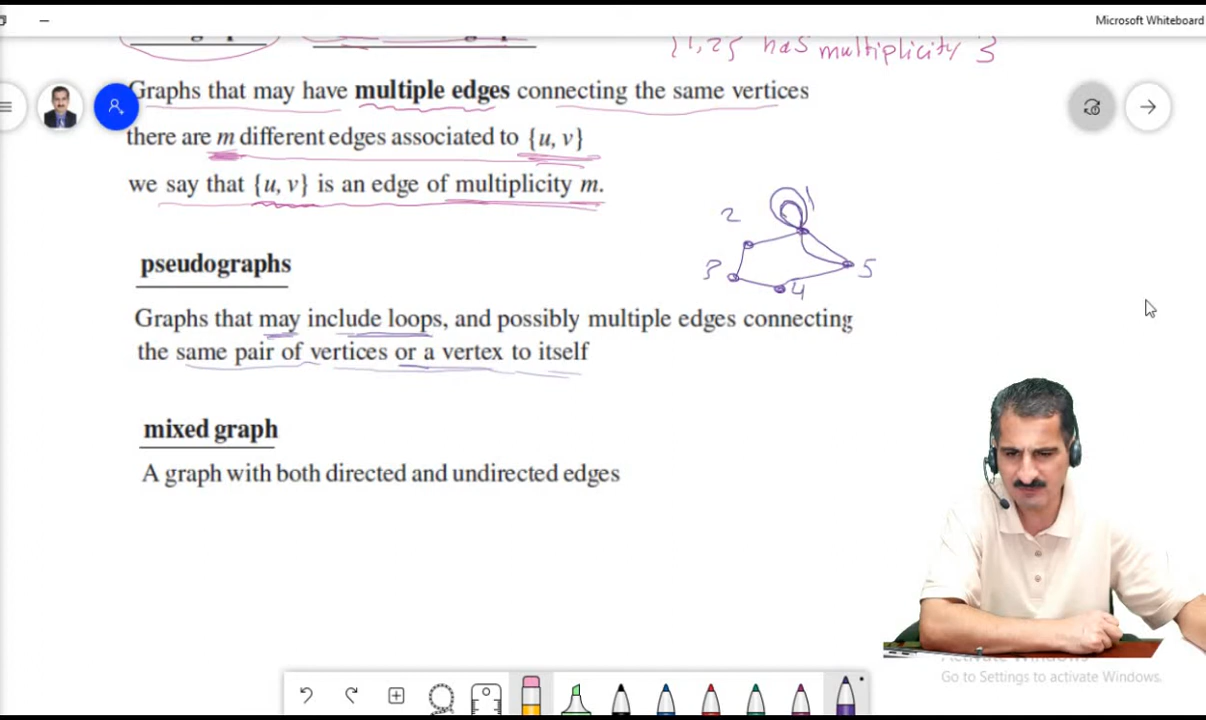 Microsoft Whiteboard
{1,2} has multiplicity 3
Graphs that may have multiple edges connecting the same vertices
there are m different edges associated to {u, v}
we say that {u, v} is an edge of multiplicity m.
1
2
3
5
4
pseudographs
Graphs that may include loops, and possibly multiple edges connecting
the same pair of vertices or a vertex to itself
mixed graph
A graph with both directed and undirected edges
Activate Windows
Go to Settings to activate Windows.